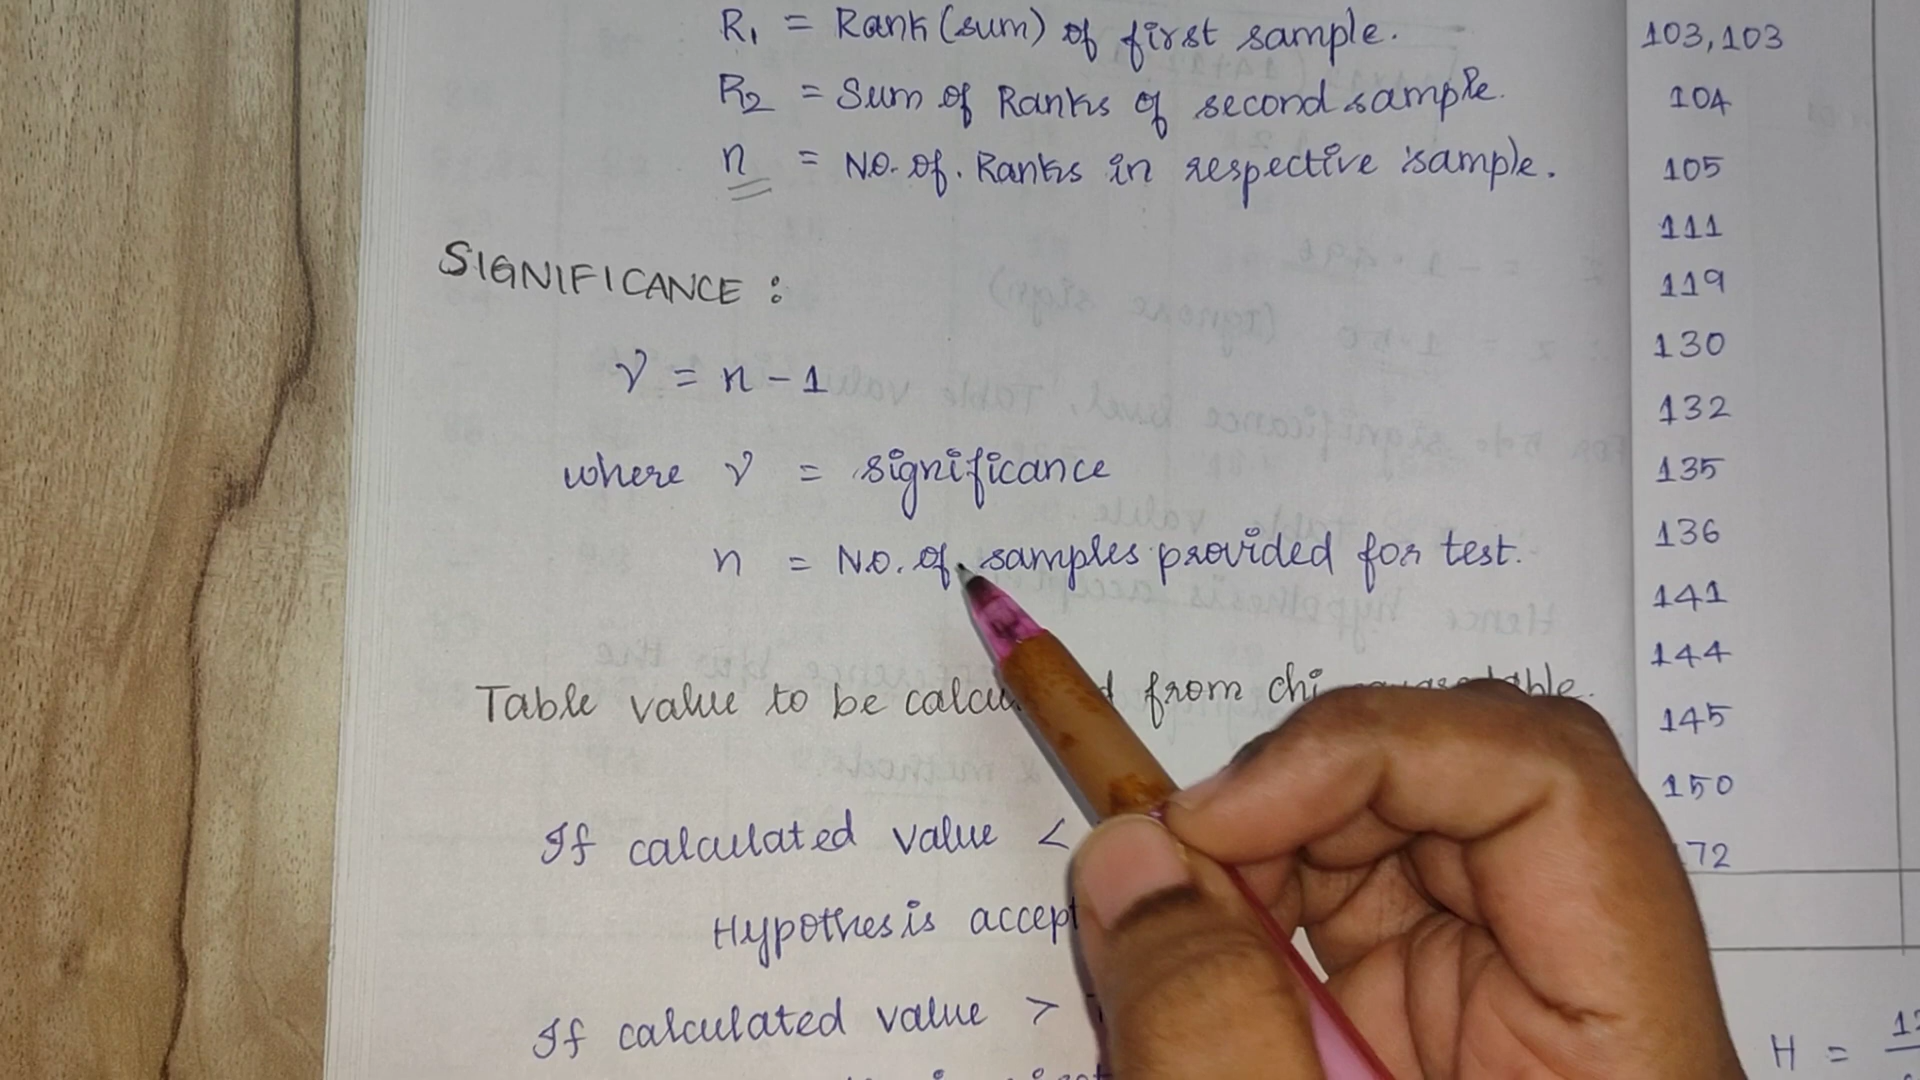 R₁ = Rank (sum) of first sample.
R₂ = Sum of Ranks of second sample.
n = No. of. Ranks in respective sample.
SIGNIFICANCE :
ν = n - 1
where ν = significance
n = No. of samples provided for test.
Table value to be from chi table.
If calculated value <
Hypothesis accept
If calculated value >
103, 103
104
105
111
119
130
132
135
136
141
144
145
150
172
H =